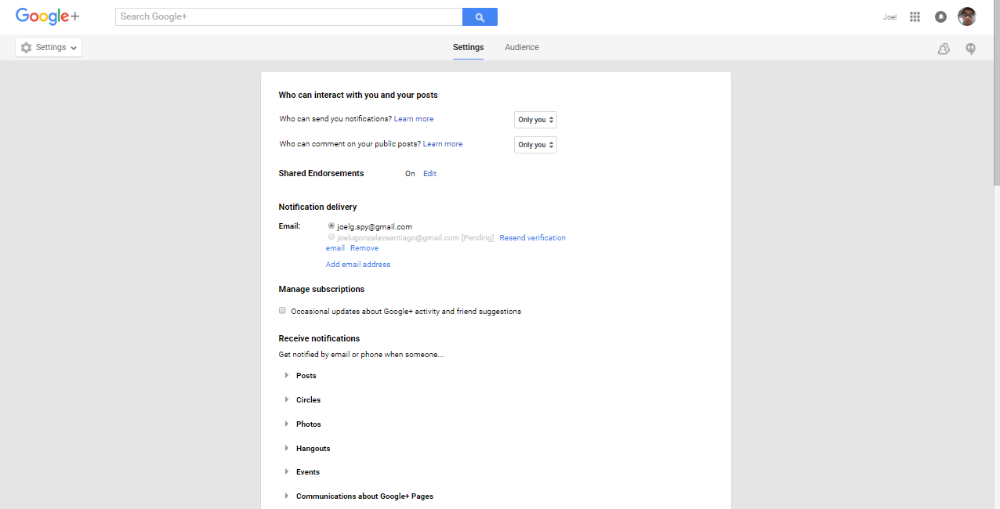 Google+
Search Google+
Joel
Settings
Settings Audience
Who can interact with you and your posts
Who can send you notifications? Learn more Only you
Who can comment on your public posts? Learn more Only you
Shared Endorsements On Edit
Notification delivery
Email: joelg.spy@gmail.com
joelugonzalezsantiago@gmail.com [Pending] Resend verification
email Remove
Add email address
Manage subscriptions
Occasional updates about Google+ activity and friend suggestions
Receive notifications
Get notified by email or phone when someone...
Posts
Circles
Photos
Hangouts
Events
Communications about Google+ Pages